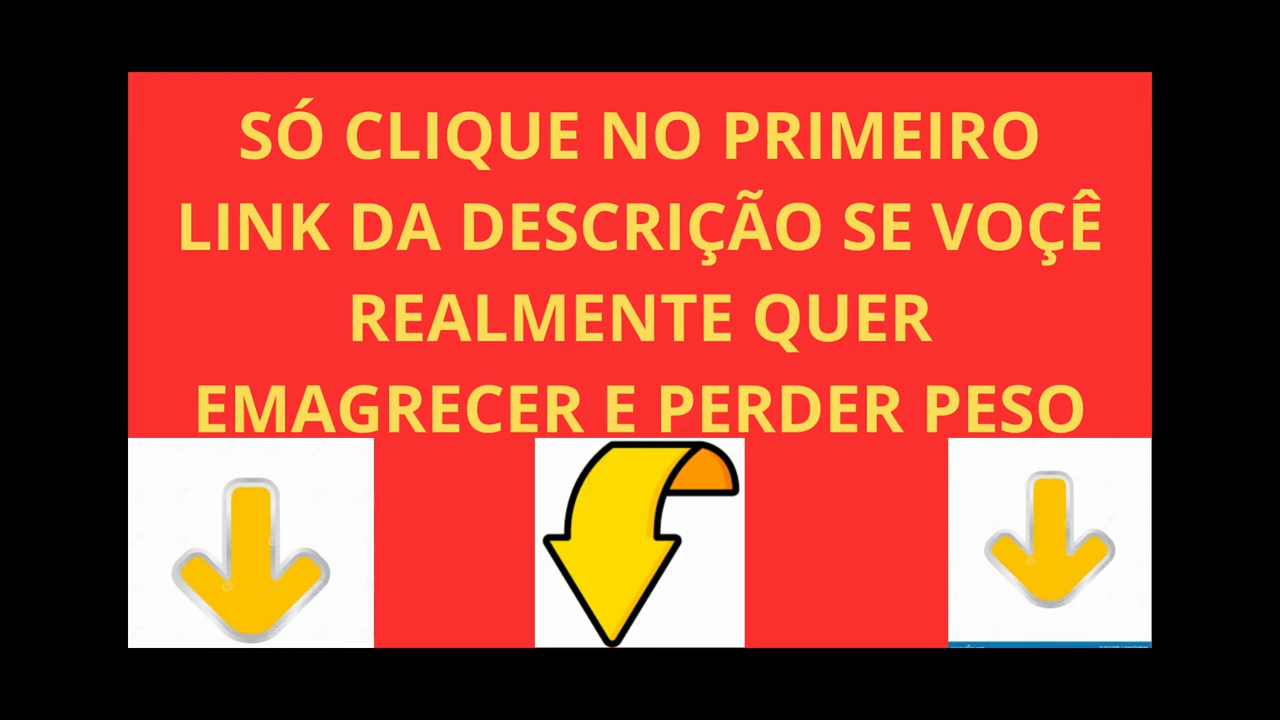 SÓ CLIQUE NO PRIMEIRO
LINK DA DESCRIÇÃO SE VOÇÊ
REALMENTE QUER
EMAGRECER E PERDER PESO